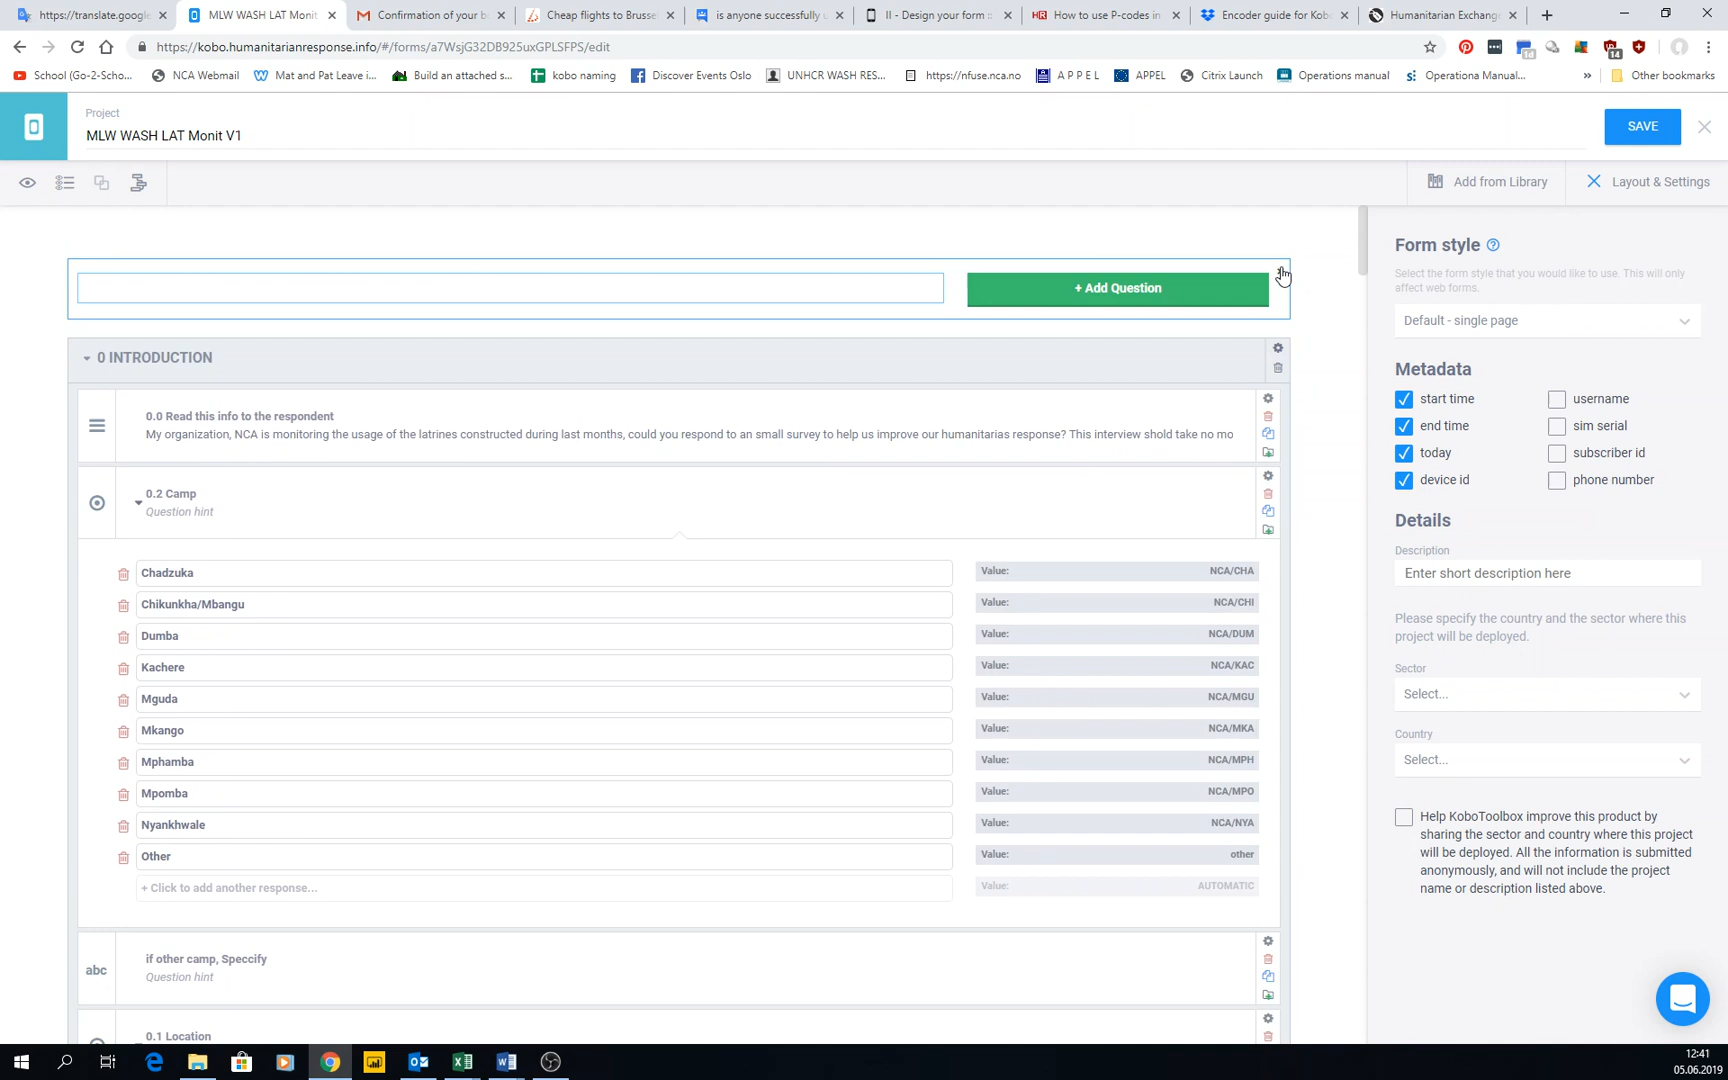 https://translate.google
MLW WASH LAT Monit
Confirmation of your b
Cheap flights to Brusse
is anyone successfully u
II - Design your form :
How to use P-codes in
Encoder guide for Kobo
Humanitarian Exchang
https://kobo.humanitarianresponse.info/#/forms/a7WsjG32DB925uxGPLSFPS/edit
School (Go-2-Scho...
NCA Webmail
Mat and Pat Leave i...
Build an attached s...
kobo naming
Discover Events Oslo
UNHCR WASH RES...
https://nfuse.nca.no
A P P E L
APPEL
Citrix Launch
Operations manual
Operationa Manual...
»
Other bookmarks
Project
MLW WASH LAT Monit V1
SAVE
Add from Library
Layout & Settings
+ Add Question
0 INTRODUCTION
0.0 Read this info to the respondent
My organization, NCA is monitoring the usage of the latrines constructed during last months, could you respond to an small survey to help us improve our humanitarias response? This interview shold take no mo
0.2 Camp
Question hint
Chadzuka Value: NCA/CHA
Chikunkha/Mbangu Value: NCA/CHI
Dumba Value: NCA/DUM
Kachere Value: NCA/KAC
Mguda Value: NCA/MGU
Mkango Value: NCA/MKA
Mphamba Value: NCA/MPH
Mpomba Value: NCA/MPO
Nyankhwale Value: NCA/NYA
Other Value: other
+ Click to add another response... Value: AUTOMATIC
abc
if other camp, Speccify
Question hint
0.1 Location
Form style
Select the form style that you would like to use. This will only
affect web forms.
Default - single page
Metadata
start time username
end time sim serial
today subscriber id
device id phone number
Details
Description
Enter short description here
Please specify the country and the sector where this
project will be deployed.
Sector
Select...
Country
Select...
Help KoboToolbox improve this product by
sharing the sector and country where this project
will be deployed. All the information is submitted
anonymously, and will not include the project
name or description listed above.
12:41
05.06.2019